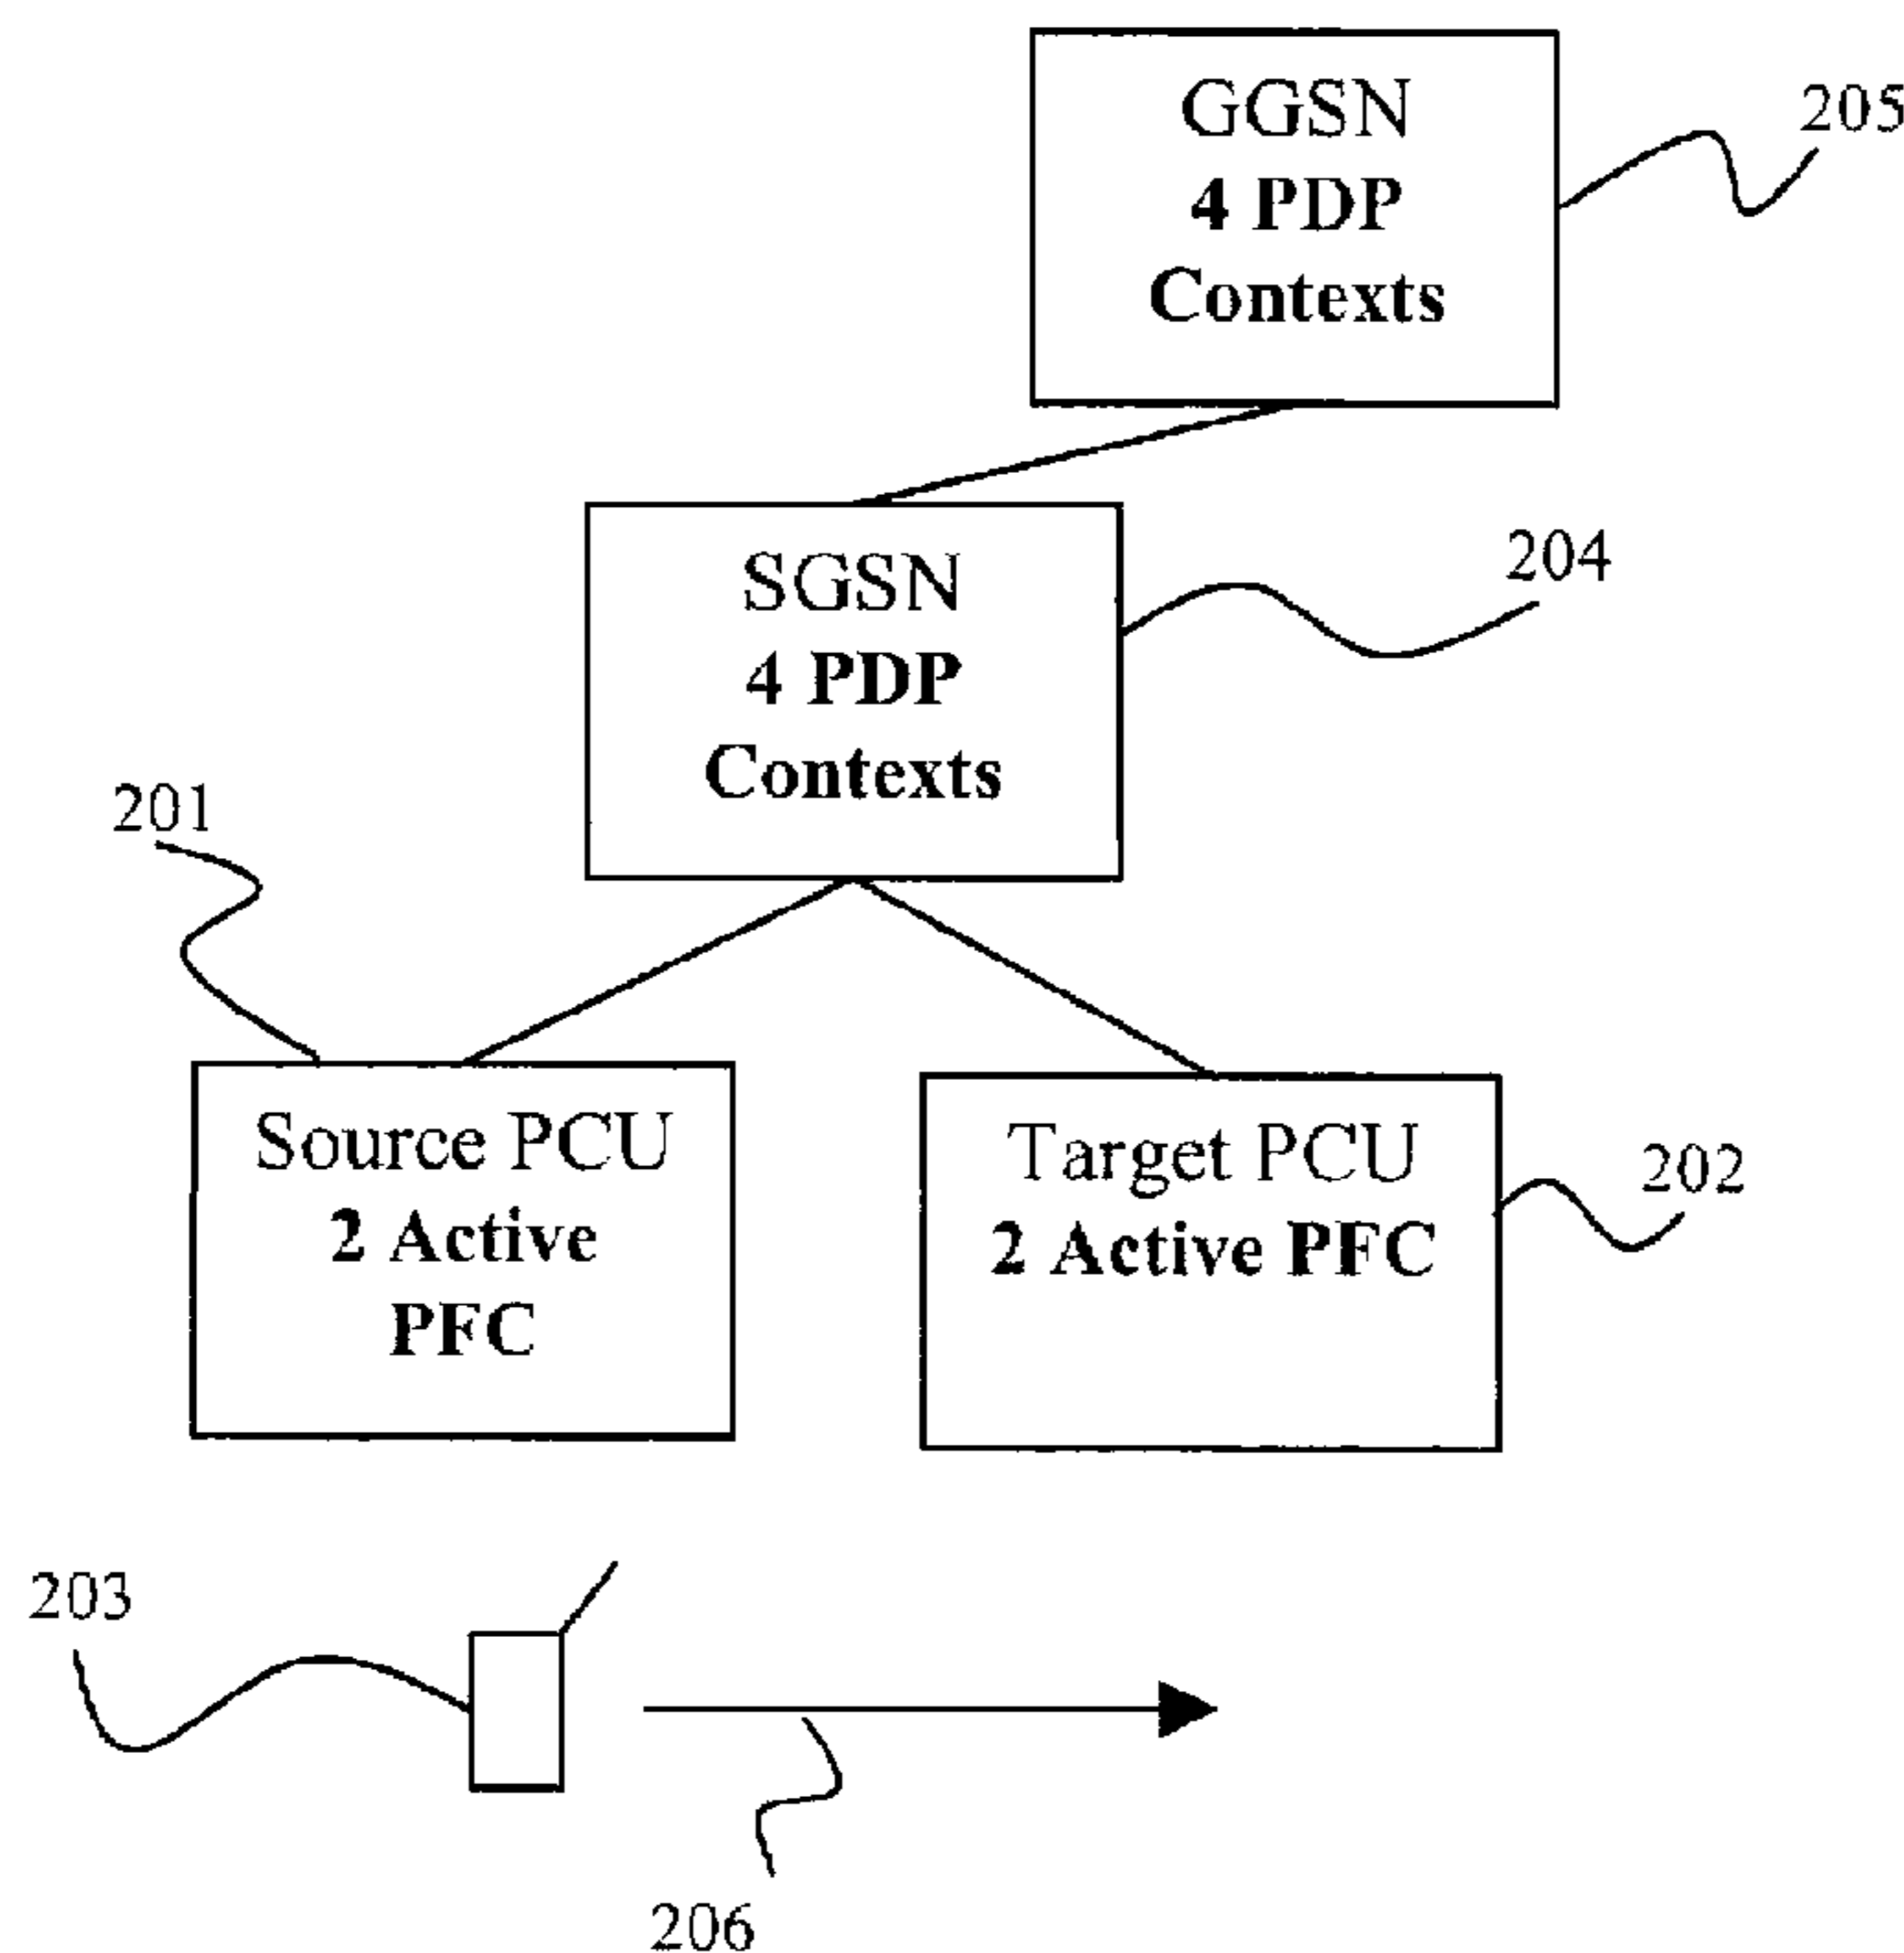 GGSN
4 PDP
Contexts
205
SGSN
4 PDP
Contexts
204
201
Source PCU
2 Active
PFC
Target PCU
2 Active PFC
202
203
206